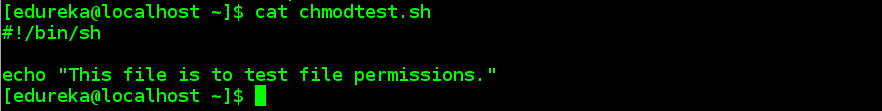 [edureka@localhost ~]$ cat chmodtest.sh
#!/bin/sh
echo "This file is to test file permissions."
[edureka@localhost ~]$